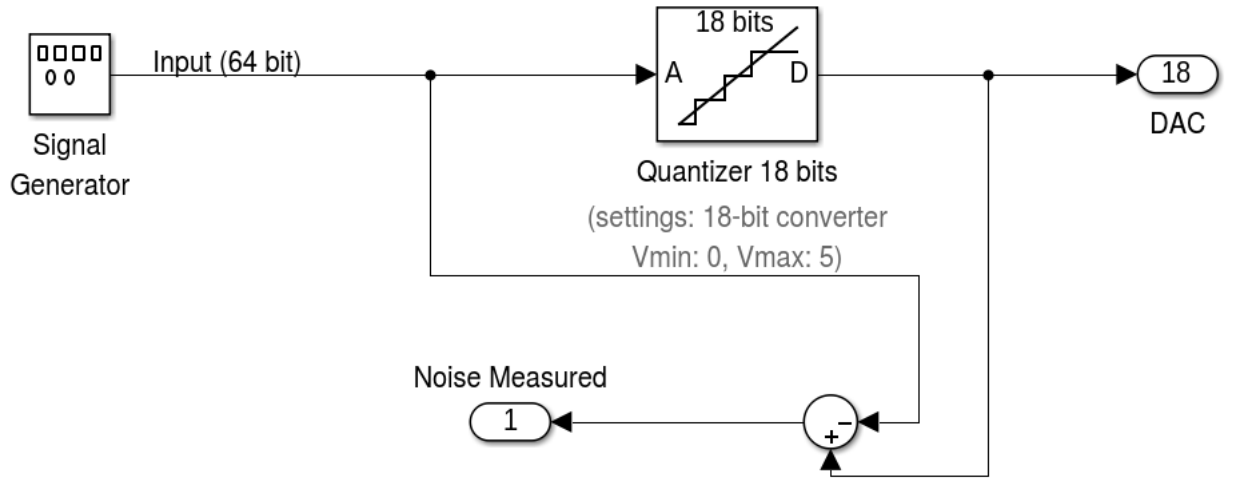 18 bits
Input (64 bit)
A
D
18
Signal
Generator
DAC
Quantizer 18 bits
(settings: 18-bit converter
Vmin: 0, Vmax: 5)
Noise Measured
1
−
+